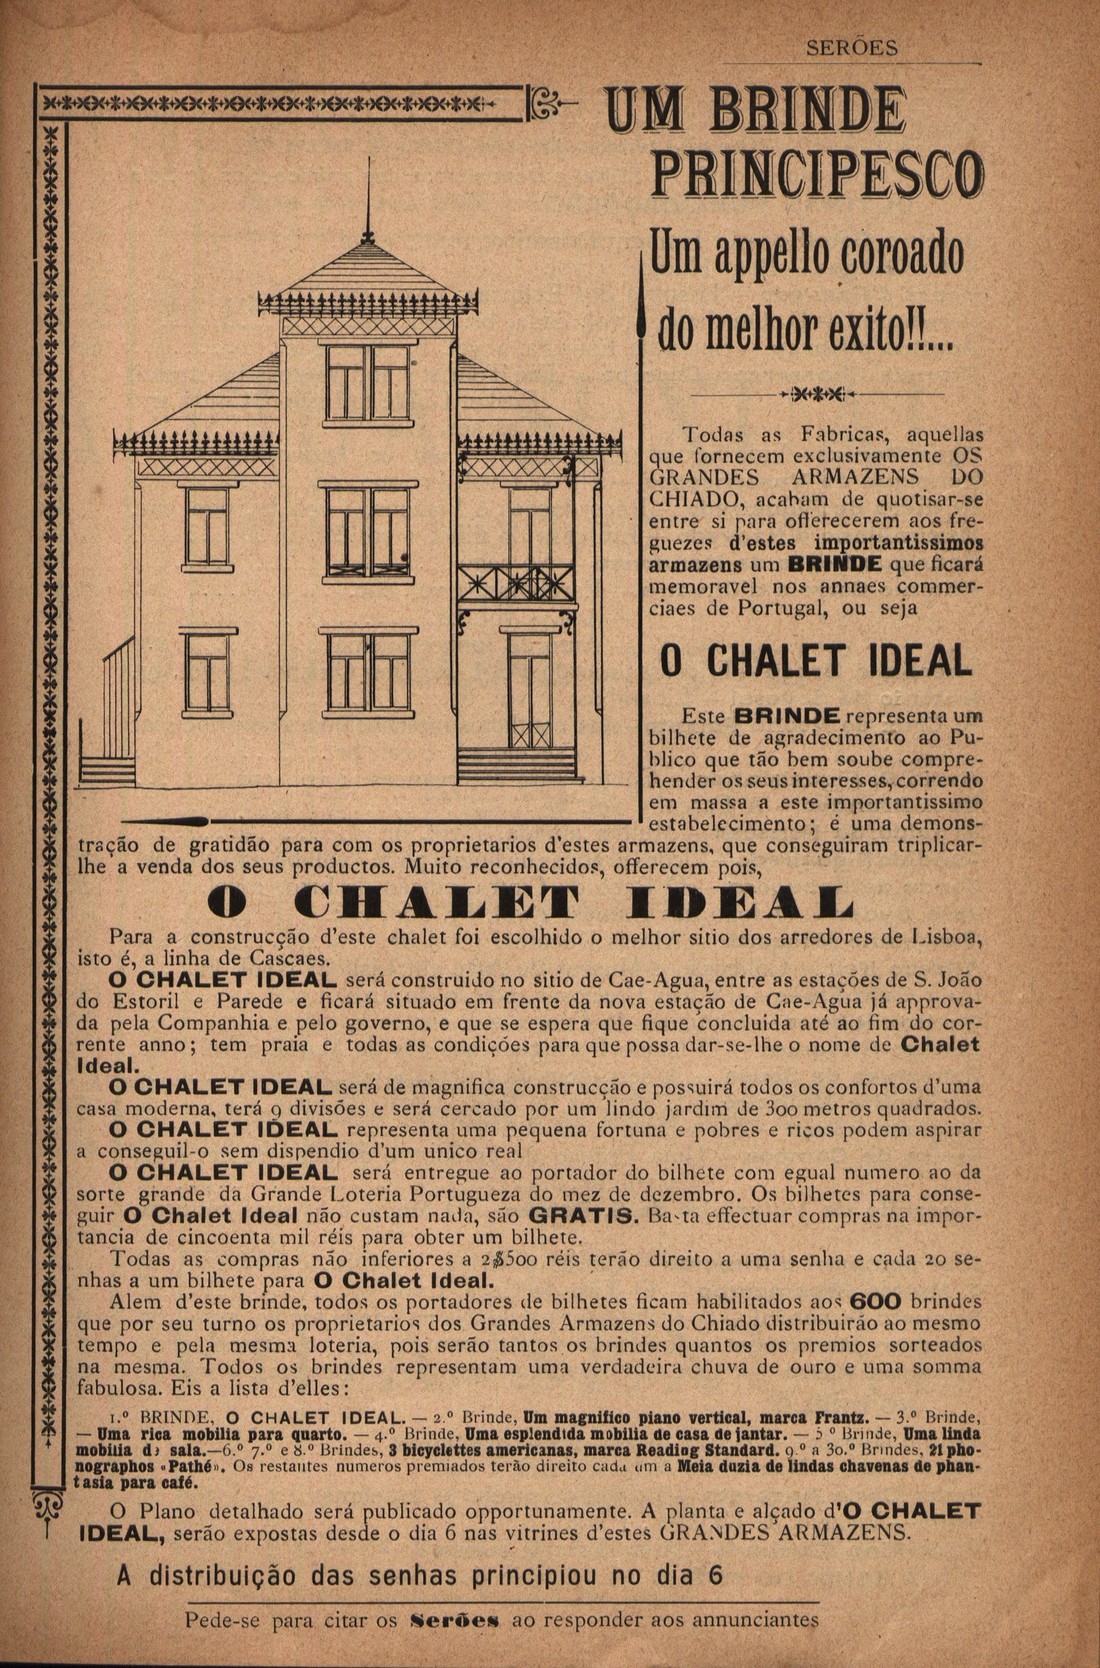 SERÕES
UM BRINDE
PRINCIPESCO
Um appello coroado
do melhor exito!!...
Todas as Fabricas, aquellas
que fornecem exclusivamente OS
GRANDES ARMAZENS DO
CHIADO, acabam de quotisar-se
entre si para offerecerem aos fre-
guezes d'estes importantissimos
armazens um BRINDE que ficará
memoravel nos annaes commer-
ciaes de Portugal, ou seja
O CHALET IDEAL
Este BRINDE representa um
bilhete de agradecimento ao Pu-
blico que tão bem soube compre-
hender os seus interesses, correndo
em massa a este importantissimo
estabelecimento; é uma demons-
tração de gratidão para com os proprietarios d'estes armazens, que conseguiram triplicar-
lhe a venda dos seus productos. Muito reconhecidos, offerecem pois,
O CHALET IDEAL
Para a construcção d'este chalet foi escolhido o melhor sitio dos arredores de Lisboa,
isto é, a linha de Cascaes.
O CHALET IDEAL será construido no sitio de Cae-Agua, entre as estações de S. João
do Estoril e Parede e ficará situado em frente da nova estação de Cae-Agua já approva-
da pela Companhia e pelo governo, e que se espera que fique concluida até ao fim do cor-
rente anno; tem praia e todas as condições para que possa dar-se-lhe o nome de Chalet
Ideal.
O CHALET IDEAL será de magnifica construcção e possuirá todos os confortos d'uma
casa moderna, terá 9 divisões e será cercado por um lindo jardim de 300 metros quadrados.
O CHALET IDEAL representa uma pequena fortuna e pobres e ricos podem aspirar
a conseguil-o sem dispendio d'um unico real
O CHALET IDEAL será entregue ao portador do bilhete com egual numero ao da
sorte grande da Grande Loteria Portugueza do mez de dezembro. Os bilhetes para conse-
guir O Chalet Ideal não custam nada, são GRATIS. Basta effectuar compras na impor-
tancia de cincoenta mil réis para obter um bilhete.
Todas as compras não inferiores a 2$500 réis terão direito a uma senha e cada 20 se-
nhas a um bilhete para O Chalet Ideal.
Alem d'este brinde, todos os portadores de bilhetes ficam habilitados aos 600 brindes
que por seu turno os proprietarios dos Grandes Armazens do Chiado distribuirão ao mesmo
tempo e pela mesma loteria, pois serão tantos os brindes quantos os premios sorteados
na mesma. Todos os brindes representam uma verdadeira chuva de ouro e uma somma
fabulosa. Eis a lista d'elles:
1.º BRINDE, O CHALET IDEAL. — 2.º Brinde, Um magnifico piano vertical, marca Frantz. — 3.º Brinde,
— Uma rica mobilia para quarto. — 4.º Brinde, Uma esplendida mobilia de casa de jantar. — 5 º Brinde, Uma linda
mobilia de sala.—6.º 7.º e 8.º Brindes, 3 bicyclettes americanas, marca Reading Standard. 9.º a 30.º Brindes, 21 pho-
nographos «Pathé». Os restantes numeros premiados terão direito cada um a Meia duzia de lindas chavenas de phan-
tasia para café.
O Plano detalhado será publicado opportunamente. A planta e alçado d'O CHALET
IDEAL, serão expostas desde o dia 6 nas vitrines d'estes GRANDES ARMAZENS.
A distribuição das senhas principiou no dia 6
Pede-se para citar os Serões ao responder aos annunciantes